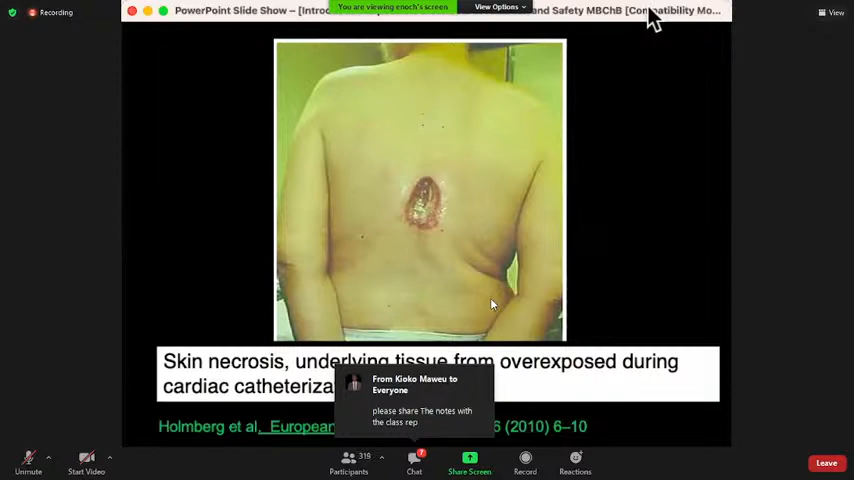 Recording
PowerPoint Slide Show – [Introd
You are viewing enoch's screen
View Options
and Safety MBChB [Compatibility Mo...
View
Skin necrosis, underlying tissue from overexposed during
cardiac catheteriza
From Kioko Maweu to
Everyone
please share The notes with
the class rep
Holmberg et al, European
6 (2010) 6–10
Unmute
Start Video
319
Participants
7
Chat
Share Screen
Record
Reactions
Leave